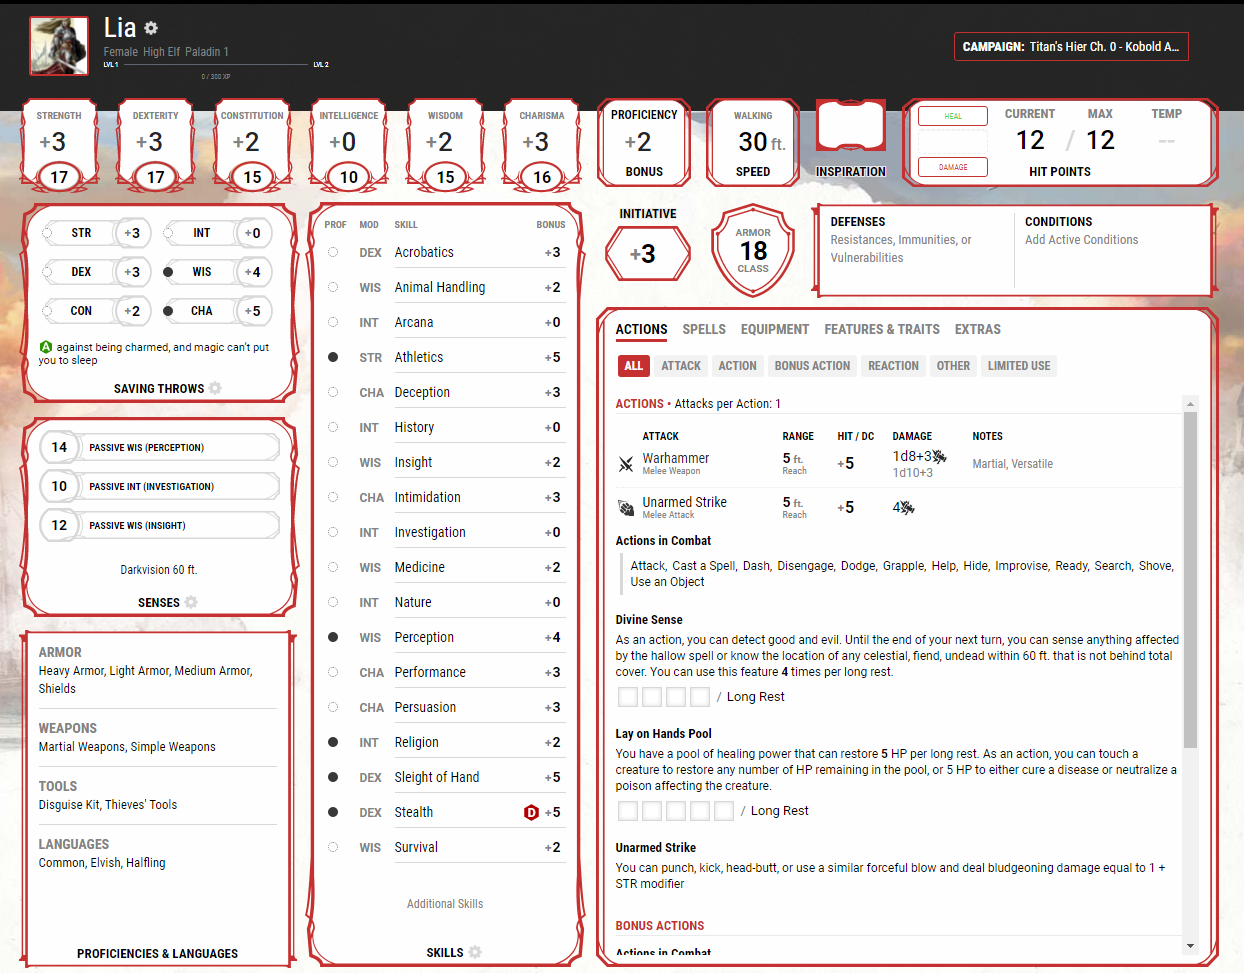 Lia
Female High Elf Paladin 1
LVL 1 LVL 2
0 / 300 XP
CAMPAIGN: Titan's Hier Ch. 0 - Kobold A...
STRENGTH
+3
17
DEXTERITY
+3
17
CONSTITUTION
+2
15
INTELLIGENCE
+0
10
WISDOM
+2
15
CHARISMA
+3
16
PROFICIENCY
+2
BONUS
WALKING
30 ft.
SPEED
INSPIRATION
HEAL
DAMAGE
CURRENT MAX TEMP
12 / 12 --
HIT POINTS
STR +3 INT +0
DEX +3 WIS +4
CON +2 CHA +5
A against being charmed, and magic can't put
you to sleep
SAVING THROWS
14 PASSIVE WIS (PERCEPTION)
10 PASSIVE INT (INVESTIGATION)
12 PASSIVE WIS (INSIGHT)
Darkvision 60 ft.
SENSES
ARMOR
Heavy Armor, Light Armor, Medium Armor,
Shields
WEAPONS
Martial Weapons, Simple Weapons
TOOLS
Disguise Kit, Thieves' Tools
LANGUAGES
Common, Elvish, Halfling
PROFICIENCIES & LANGUAGES
PROF MOD SKILL BONUS
DEX Acrobatics +3
WIS Animal Handling +2
INT Arcana +0
STR Athletics +5
CHA Deception +3
INT History +0
WIS Insight +2
CHA Intimidation +3
INT Investigation +0
WIS Medicine +2
INT Nature +0
WIS Perception +4
CHA Performance +3
CHA Persuasion +3
INT Religion +2
DEX Sleight of Hand +5
DEX Stealth D +5
WIS Survival +2
Additional Skills
SKILLS
INITIATIVE
+3
ARMOR
18
CLASS
DEFENSES
Resistances, Immunities, or
Vulnerabilities
CONDITIONS
Add Active Conditions
ACTIONS SPELLS EQUIPMENT FEATURES & TRAITS EXTRAS
ALL ATTACK ACTION BONUS ACTION REACTION OTHER LIMITED USE
ACTIONS • Attacks per Action: 1
ATTACK RANGE HIT / DC DAMAGE NOTES
Warhammer 5 ft. +5 1d8+3 Martial, Versatile
Melee Weapon Reach 1d10+3
Unarmed Strike 5 ft. +5 4
Melee Attack Reach
Actions in Combat
Attack, Cast a Spell, Dash, Disengage, Dodge, Grapple, Help, Hide, Improvise, Ready, Search, Shove,
Use an Object
Divine Sense
As an action, you can detect good and evil. Until the end of your next turn, you can sense anything affected
by the hallow spell or know the location of any celestial, fiend, undead within 60 ft. that is not behind total
cover. You can use this feature 4 times per long rest.
/ Long Rest
Lay on Hands Pool
You have a pool of healing power that can restore 5 HP per long rest. As an action, you can touch a
creature to restore any number of HP remaining in the pool, or 5 HP to either cure a disease or neutralize a
poison affecting the creature.
/ Long Rest
Unarmed Strike
You can punch, kick, head-butt, or use a similar forceful blow and deal bludgeoning damage equal to 1 +
STR modifier
BONUS ACTIONS
Actions in Combat